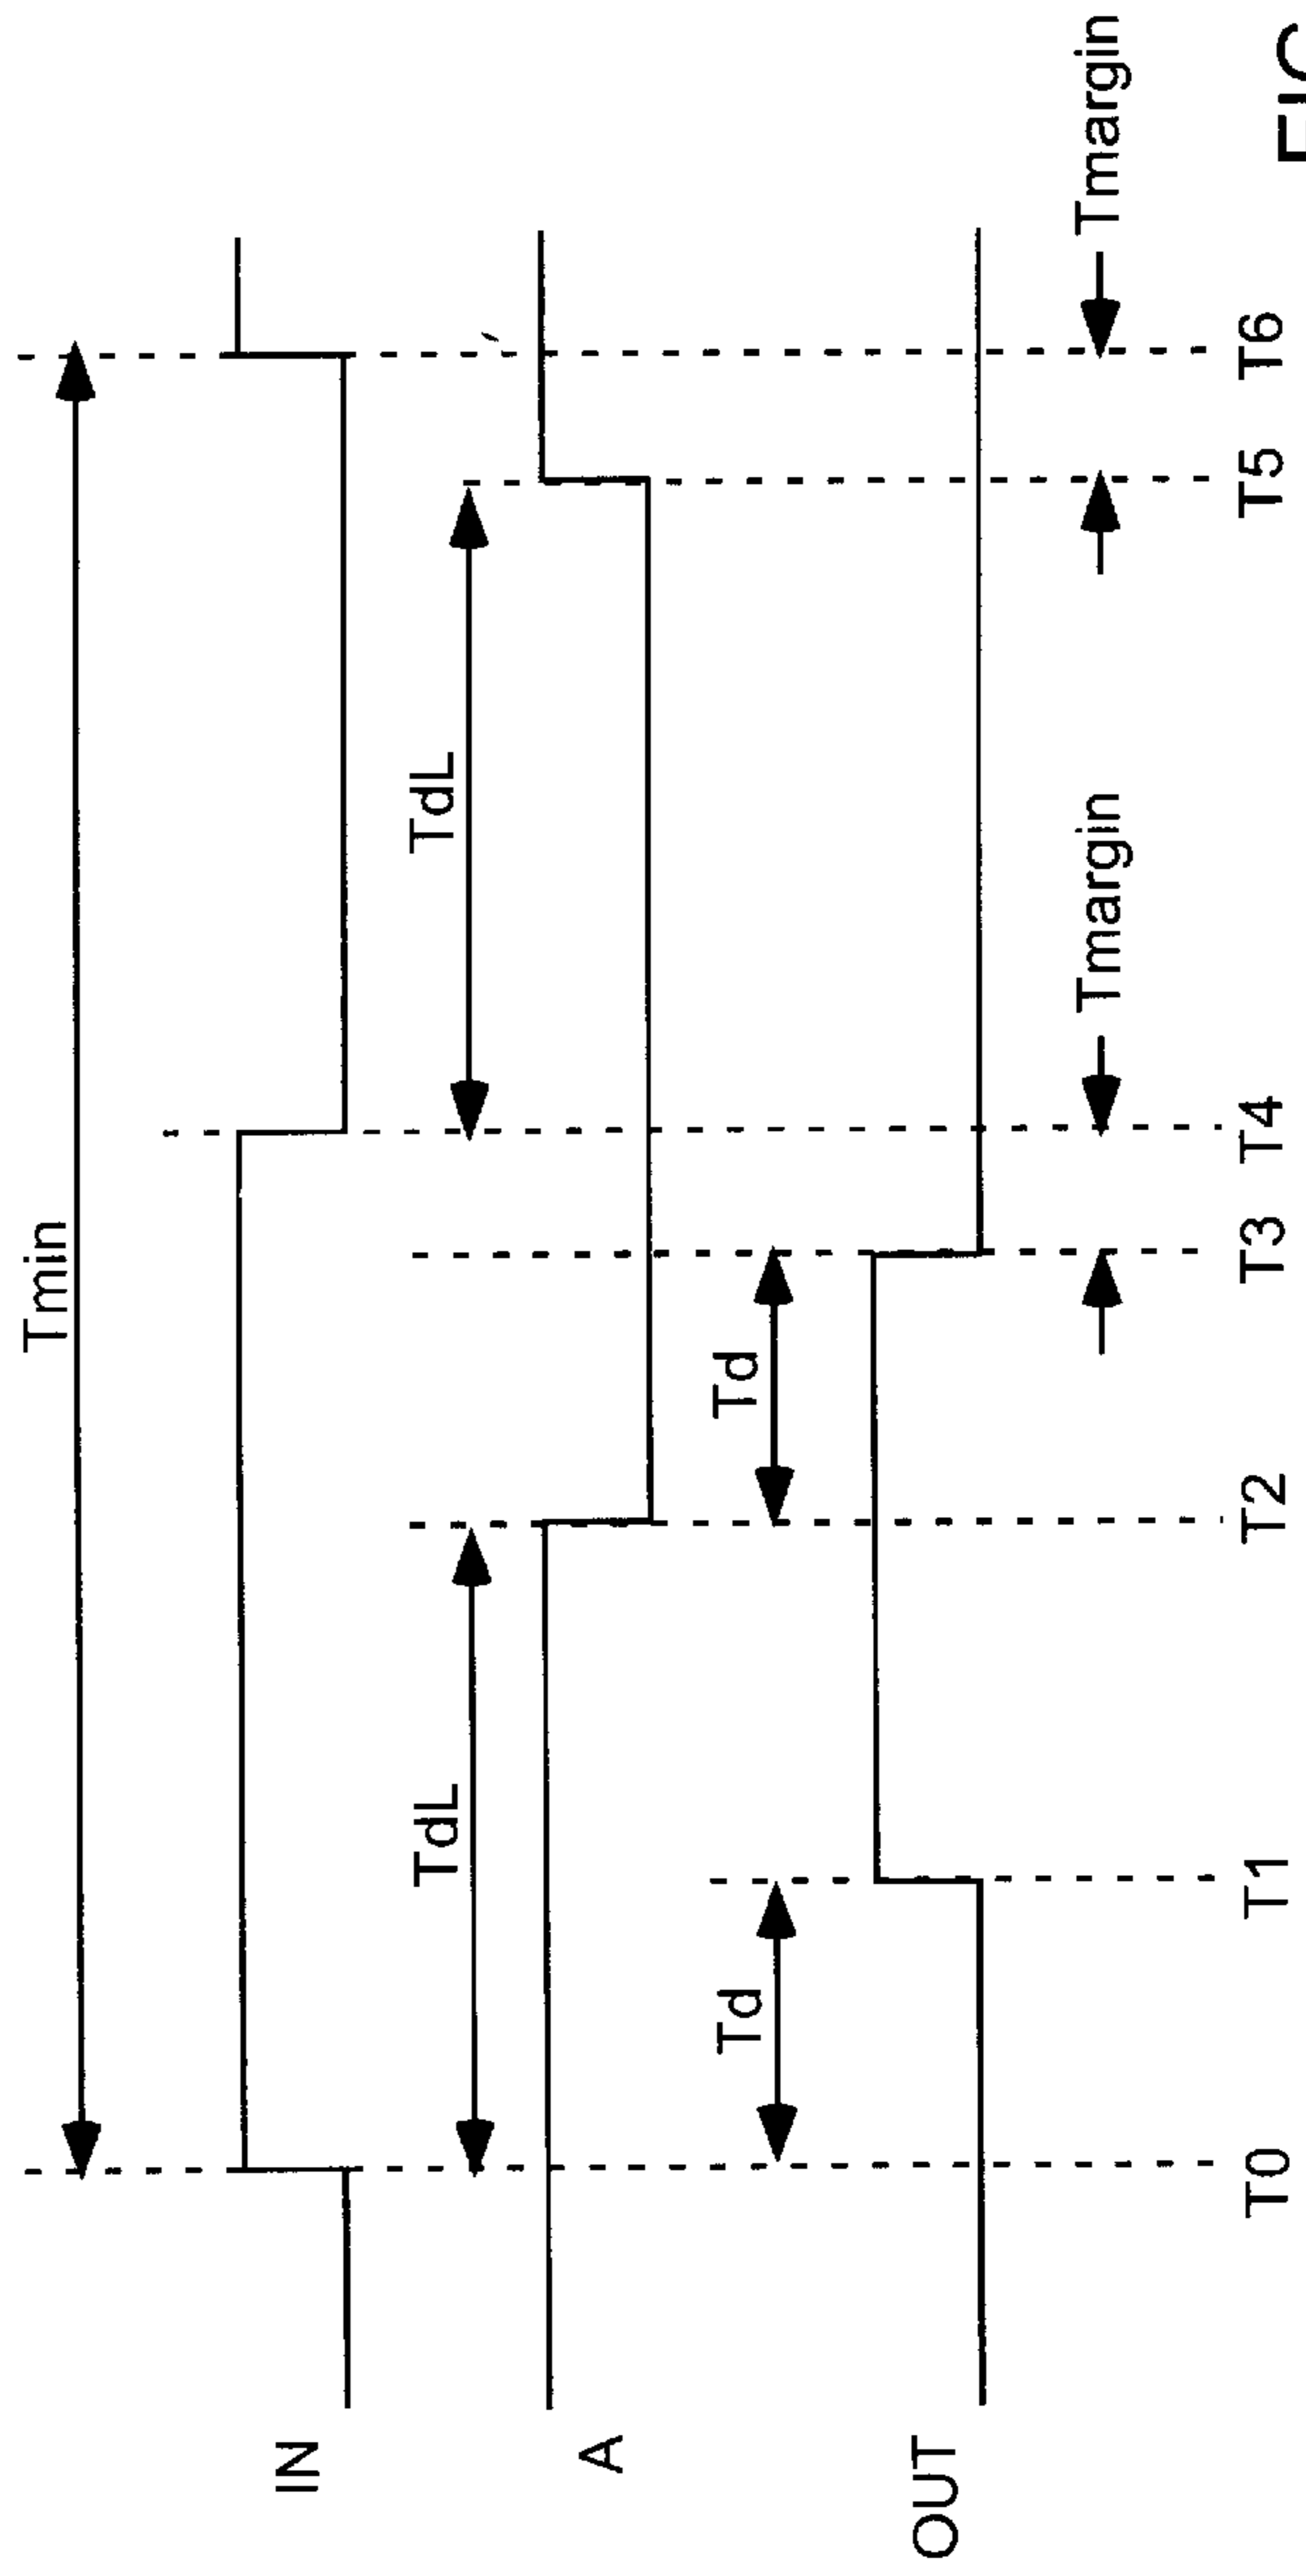 Tmin
IN
TdL
TdL
A
Td
Td
OUT
Tmargin
Tmargin
T0 T1 T2 T3 T4 T5 T6